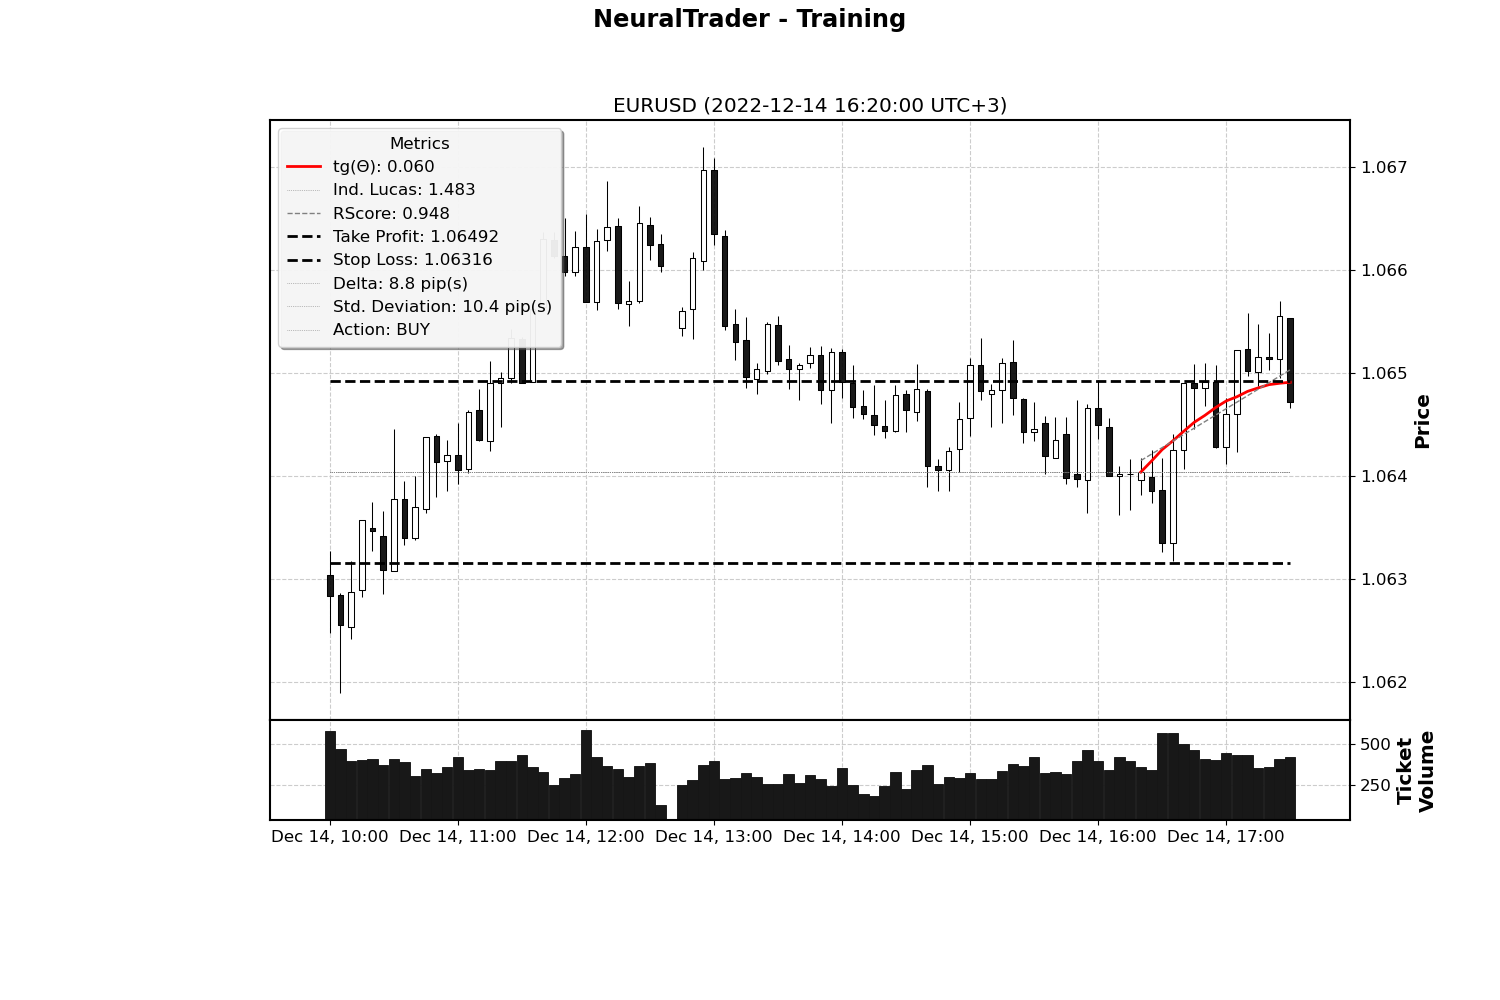 NeuralTrader - Training
EURUSD (2022-12-14 16:20:00 UTC+3)
Metrics
tg(Θ): 0.060
Ind. Lucas: 1.483
RScore: 0.948
Take Profit: 1.06492
Stop Loss: 1.06316
Delta: 8.8 pip(s)
Std. Deviation: 10.4 pip(s)
Action: BUY
1.067
1.066
1.065
1.064
1.063
1.062
Price
500
250
Ticket
Volume
Dec 14, 10:00 Dec 14, 11:00 Dec 14, 12:00 Dec 14, 13:00 Dec 14, 14:00 Dec 14, 15:00 Dec 14, 16:00 Dec 14, 17:00